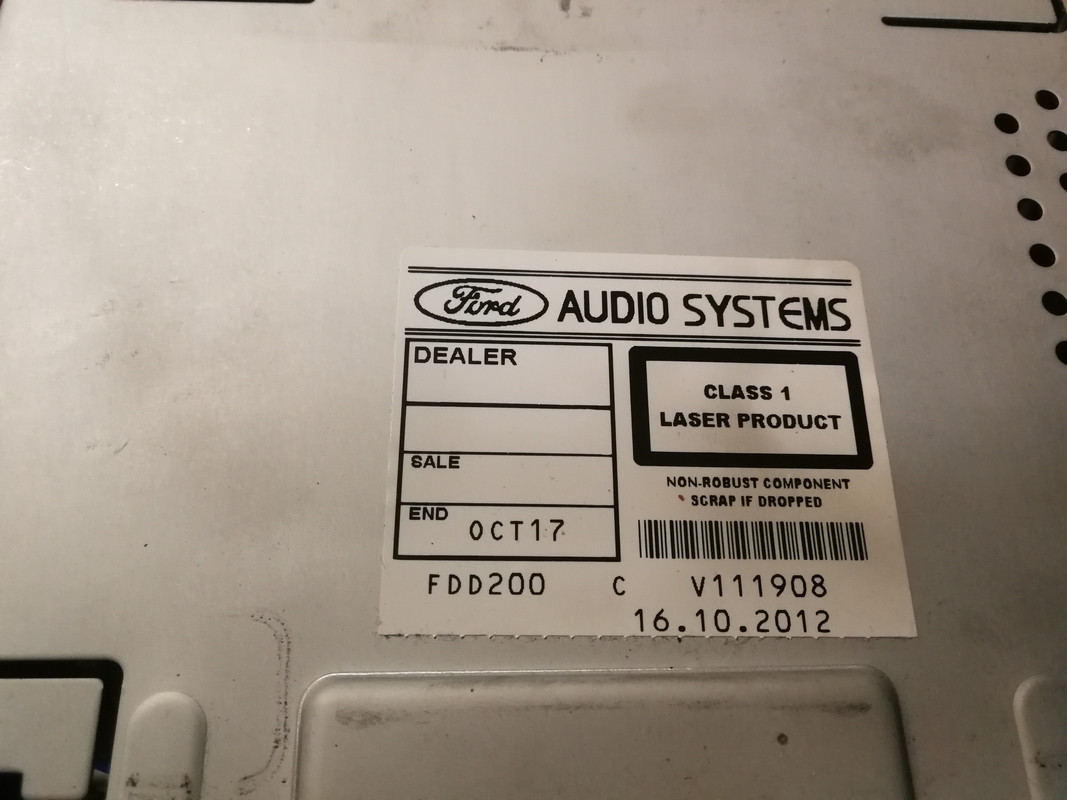 Ford AUDIO SYSTEMS
DEALER
SALE
END OCT17
CLASS 1
LASER PRODUCT
NON-ROBUST COMPONENT
SCRAP IF DROPPED
FDD200 C V111908
16.10.2012